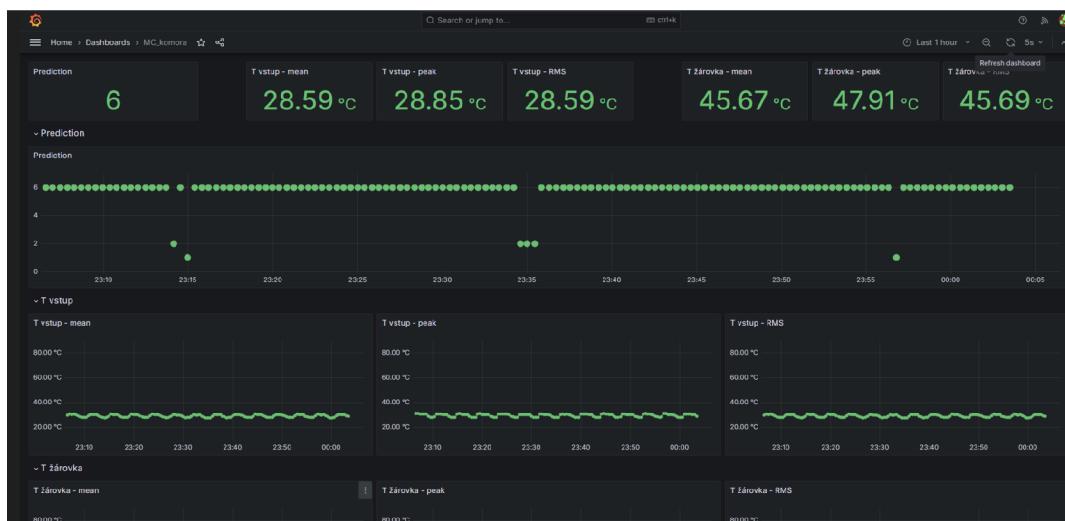 Search or jump to... ctrl+k
Home › Dashboards › MC_komora Last 1 hour 5s
Refresh dashboard
Prediction T vstup - mean T vstup - peak T vstup - RMS T žárovka - mean T žárovka - peak T žárovka - RMS
6 28.59 °C 28.85 °C 28.59 °C 45.67 °C 47.91 °C 45.69 °C
Prediction
Prediction
6
4
2
0
23:10 23:15 23:20 23:25 23:30 23:35 23:40 23:45 23:50 23:55 00:00 00:05
T vstup
T vstup - mean T vstup - peak T vstup - RMS
80.00 °C 80.00 °C 80.00 °C
60.00 °C 60.00 °C 60.00 °C
40.00 °C 40.00 °C 40.00 °C
20.00 °C 20.00 °C 20.00 °C
23:10 23:20 23:30 23:40 23:50 00:00 23:10 23:20 23:30 23:40 23:50 00:00 23:10 23:20 23:30 23:40 23:50 00:00
T žárovka
T žárovka - mean T žárovka - peak T žárovka - RMS
80.00 °C 80.00 °C 80.00 °C